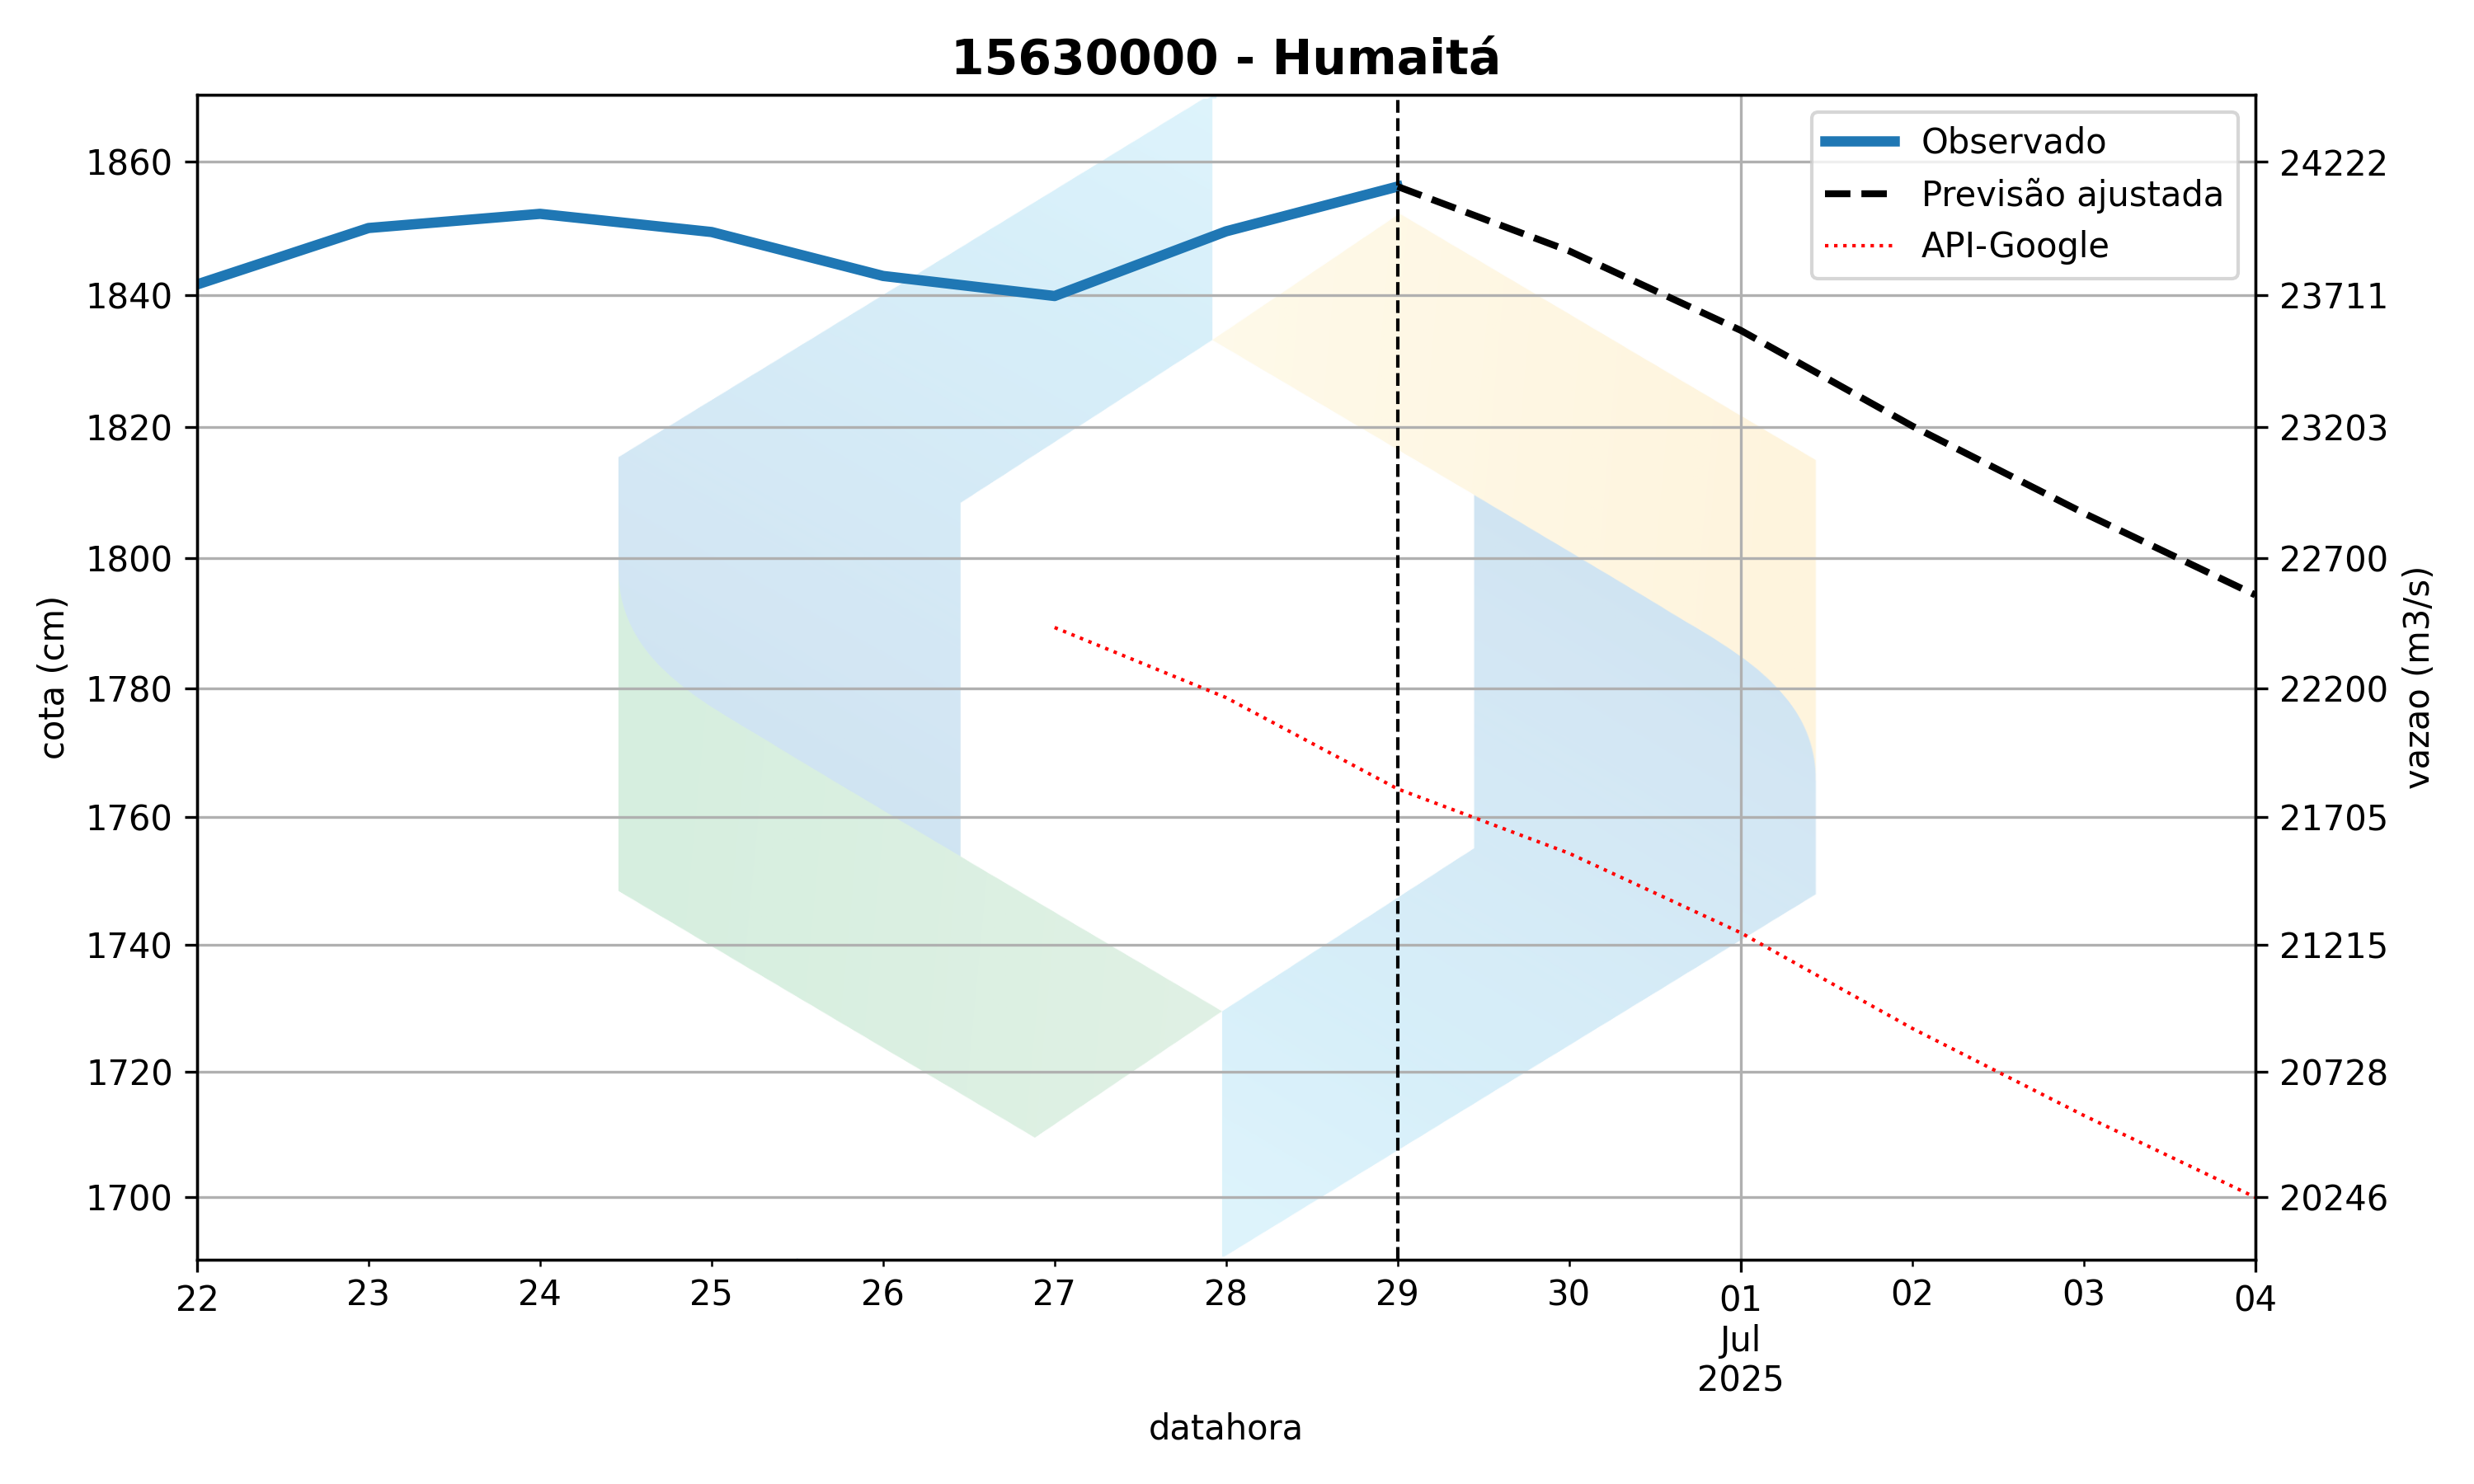 15630000 - Humaitá
Observado
Previsão ajustada
API-Google
1860
1840
1820
1800
1780
1760
1740
1720
1700
cota (cm)
24222
23711
23203
22700
22200
21705
21215
20728
20246
vazao (m3/s)
22 23 24 25 26 27 28 29 30 01 02 03 04
Jul
2025
datahora